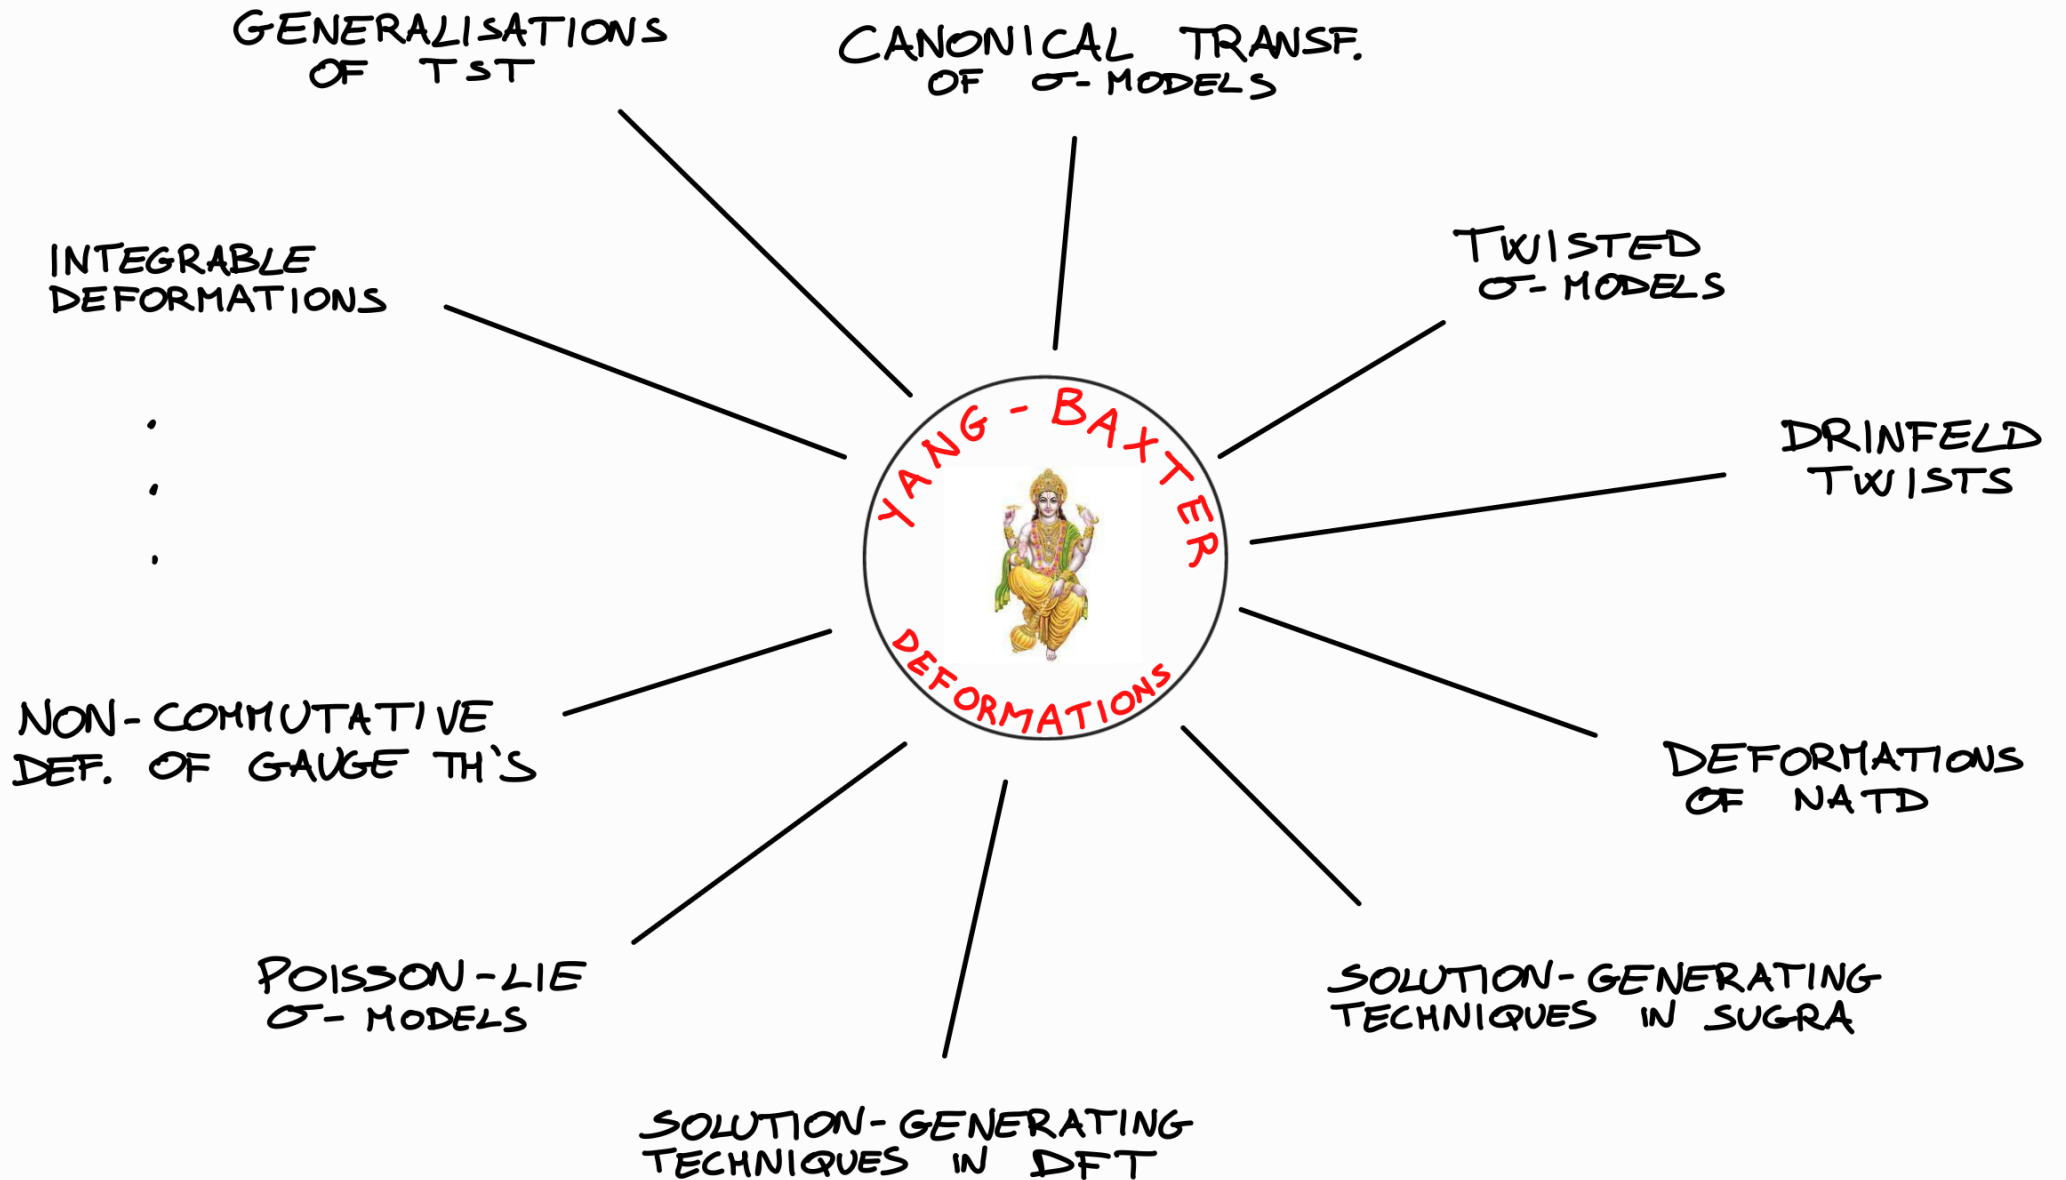 GENERALISATIONS
OF TST
CANONICAL TRANSF.
OF σ-MODELS
TWISTED
σ-MODELS
INTEGRABLE
DEFORMATIONS
DRINFELD
TWISTS
YANG-BAXTER
DEFORMATIONS
NON-COMMUTATIVE
DEF. OF GAUGE TH'S
DEFORMATIONS
OF NATD
POISSON-LIE
σ-MODELS
SOLUTION-GENERATING
TECHNIQUES IN SUGRA
SOLUTION-GENERATING
TECHNIQUES IN DFT